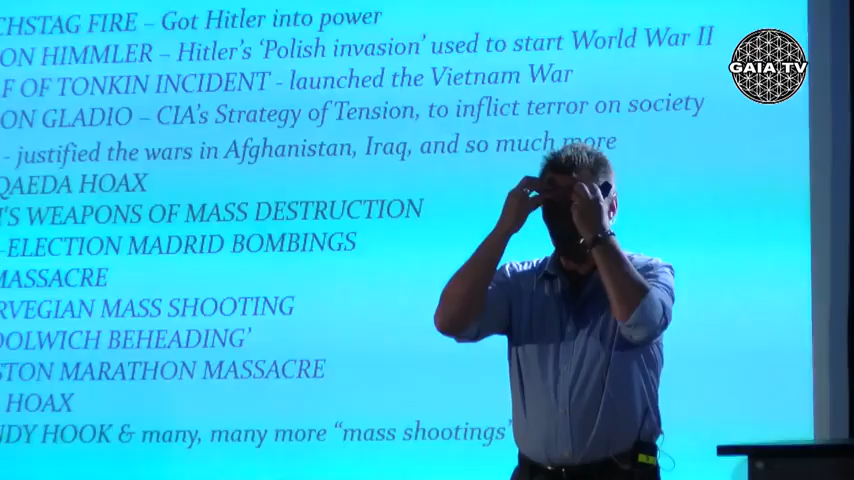 CHSTAG FIRE – Got Hitler into power
ON HIMMLER – Hitler's 'Polish invasion' used to start World War II
F OF TONKIN INCIDENT - launched the Vietnam War
ON GLADIO – CIA's Strategy of Tension, to inflict terror on society
- justified the wars in Afghanistan, Iraq, and so much more
QAEDA HOAX
'S WEAPONS OF MASS DESTRUCTION
-ELECTION MADRID BOMBINGS
MASSACRE
RVEGIAN MASS SHOOTING
OOLWICH BEHEADING'
STON MARATHON MASSACRE
HOAX
NDY HOOK & many, many more "mass shootings"
GAIA TV